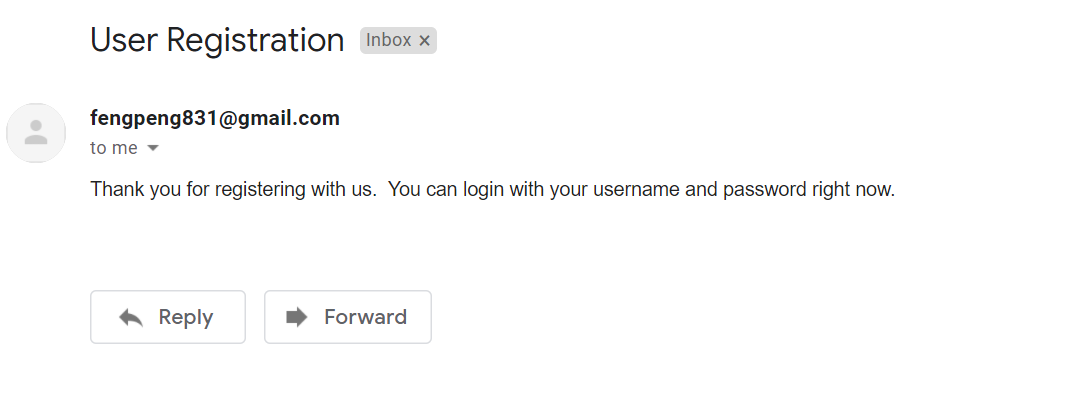 User Registration Inbox x
fengpeng831@gmail.com
to me
Thank you for registering with us.  You can login with your username and password right now.
Reply Forward